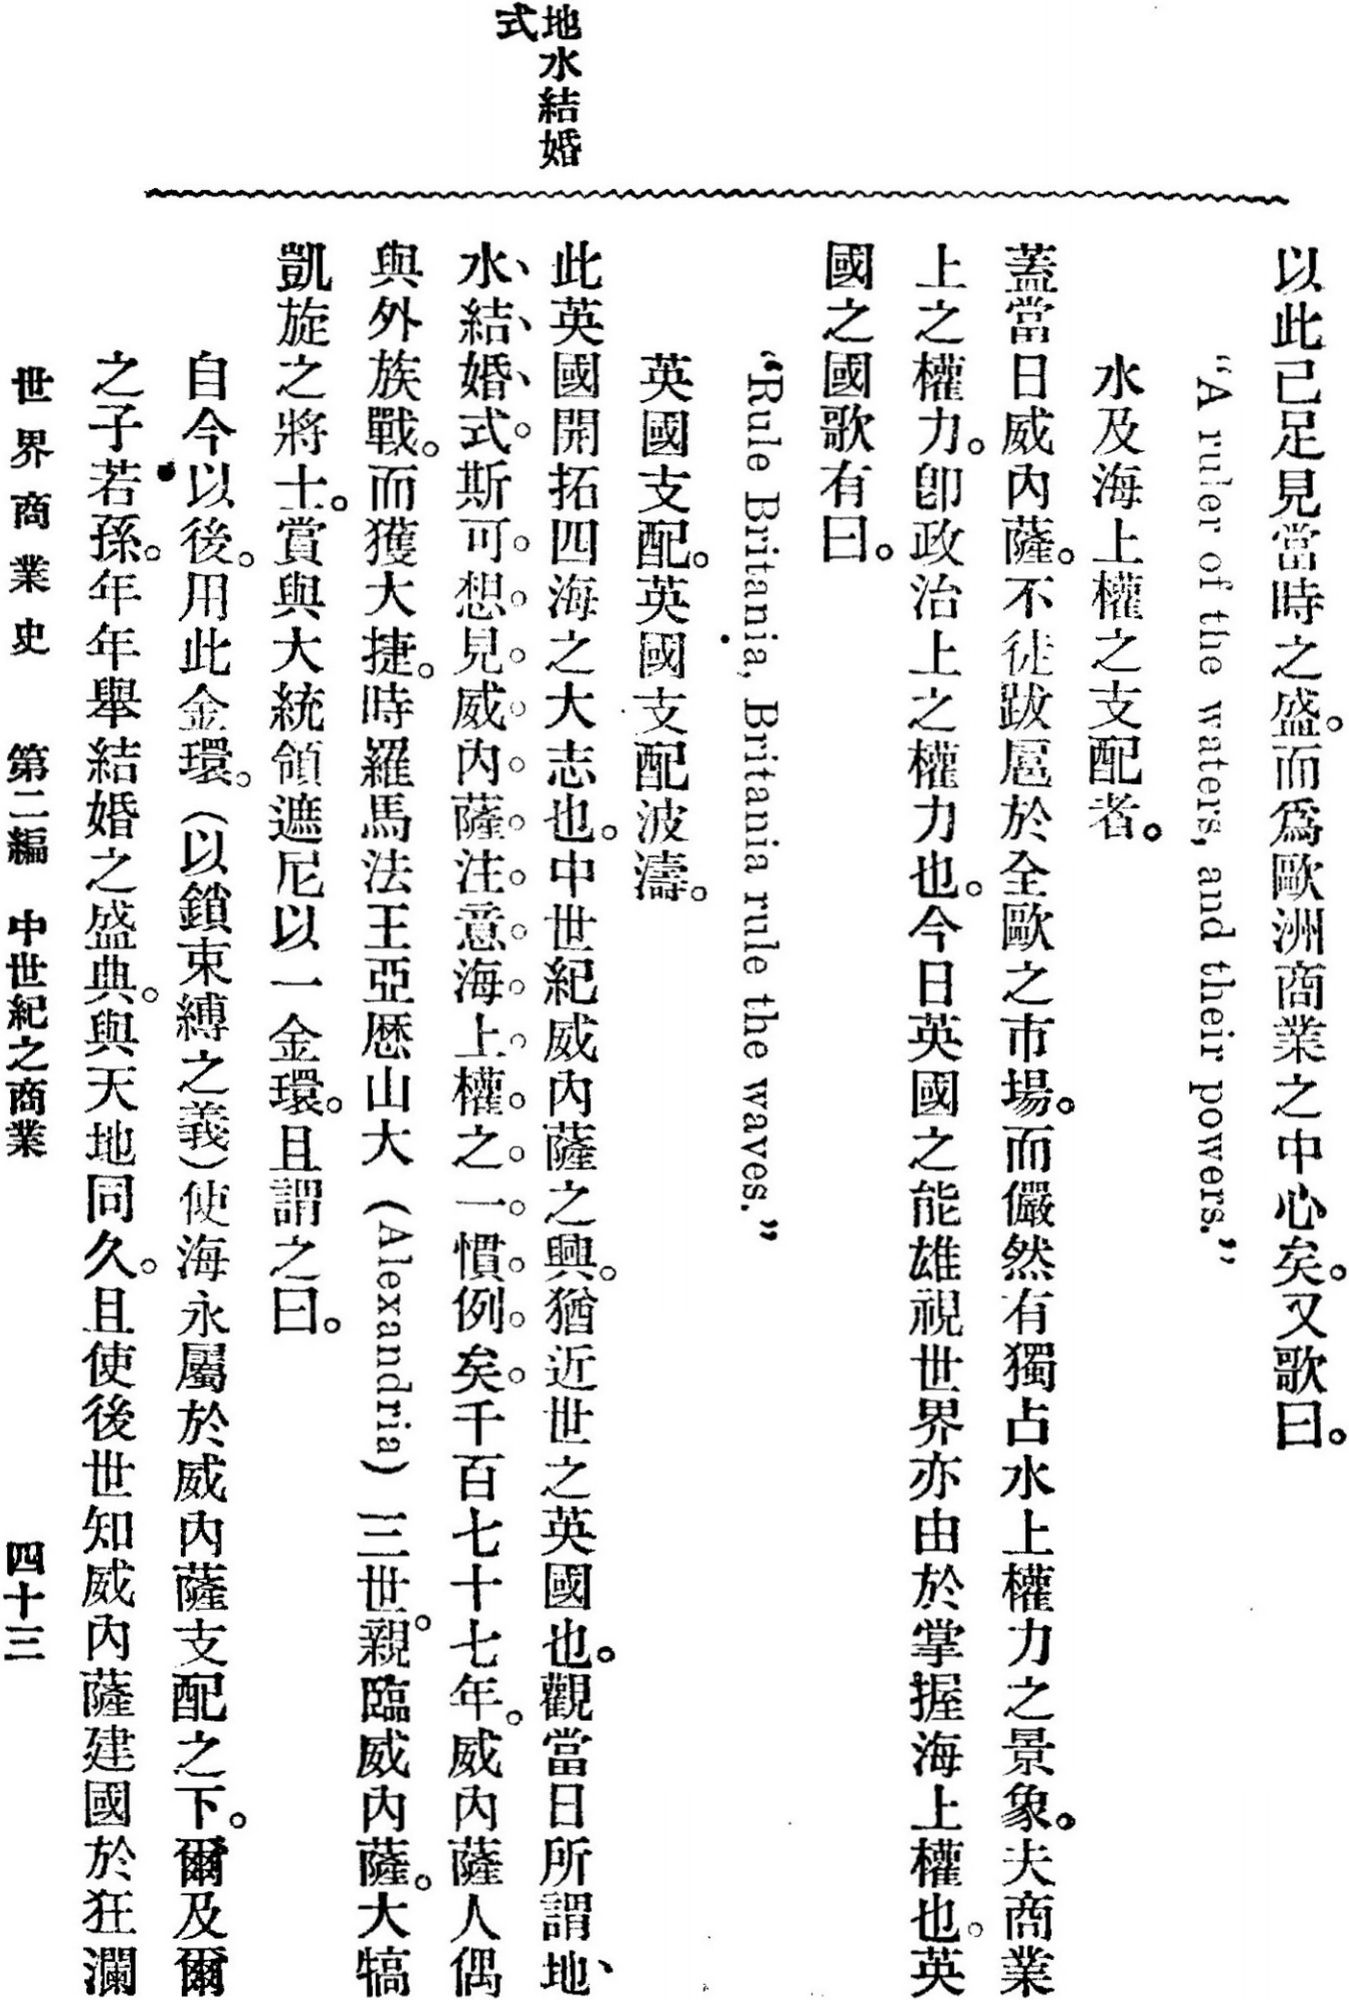 地水結婚
式
以此已足見當時之盛。而爲歐洲商業之中心矣。又歌曰。
“A ruler of the waters, and their powers.”
水及海上權之支配者。
蓋當日威內薩。不徒跋扈於全歐之市場。而儼然有獨占水上權力之景象。夫商業
上之權力。卽政治上之權力也。今日英國之能雄視世界亦由於掌握海上權也。英
國之國歌有曰。
“Rule Britania, Britania rule the waves.”
英國支配。英國支配波濤。
此英國開拓四海之大志也。中世紀威內薩之興。猶近世之英國也。觀當日所謂地
水結婚式斯可想見威內薩注意海上權之一慣例矣千百七十七年。威內薩人偶
與外族戰。而獲大捷。時羅馬法王亞厯山大 (Alexandria) 三世。親臨威內薩。大犒
凱旋之將士。賞與大統領遮尼以一金環。且謂之曰。
自今以後。用此金環。(以鎖束縛之義)使海永屬於威內薩支配之下。爾及爾
之子若孫。年年舉結婚之盛典。與天地同久。且使後世知威內薩建國於狂瀾
世界商業史 第二編 中世紀之商業 四十三